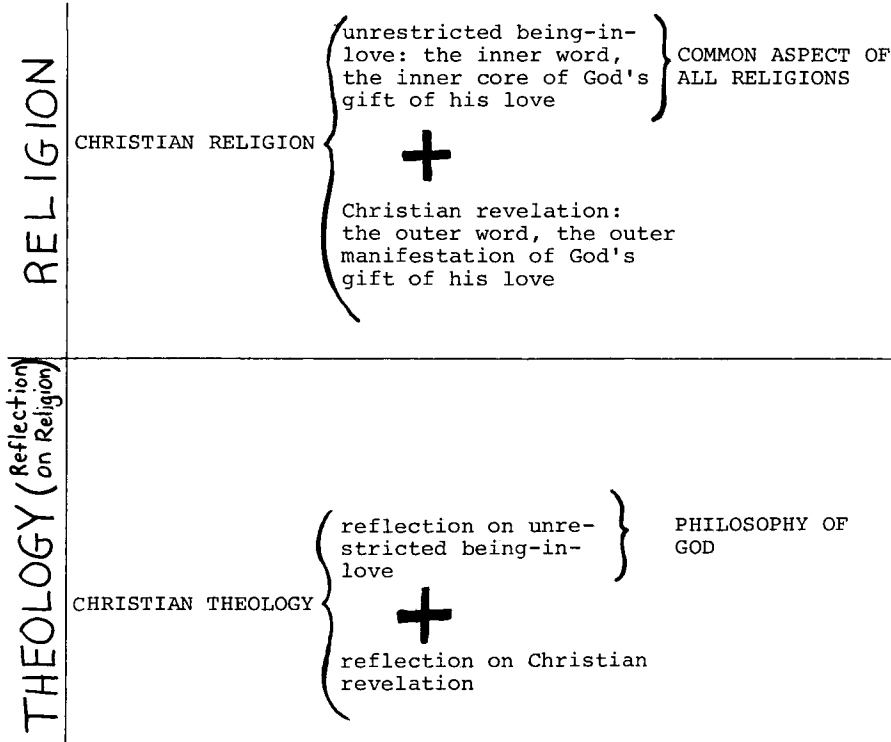 RELIGION
unrestricted being-in-
love: the inner word,
the inner core of God's
gift of his love
COMMON ASPECT OF
ALL RELIGIONS
CHRISTIAN RELIGION
+
Christian revelation:
the outer word, the outer
manifestation of God's
gift of his love
THEOLOGY (Reflection
on Religion)
reflection on unre-
stricted being-in-
love
PHILOSOPHY OF
GOD
CHRISTIAN THEOLOGY
+
reflection on Christian
revelation